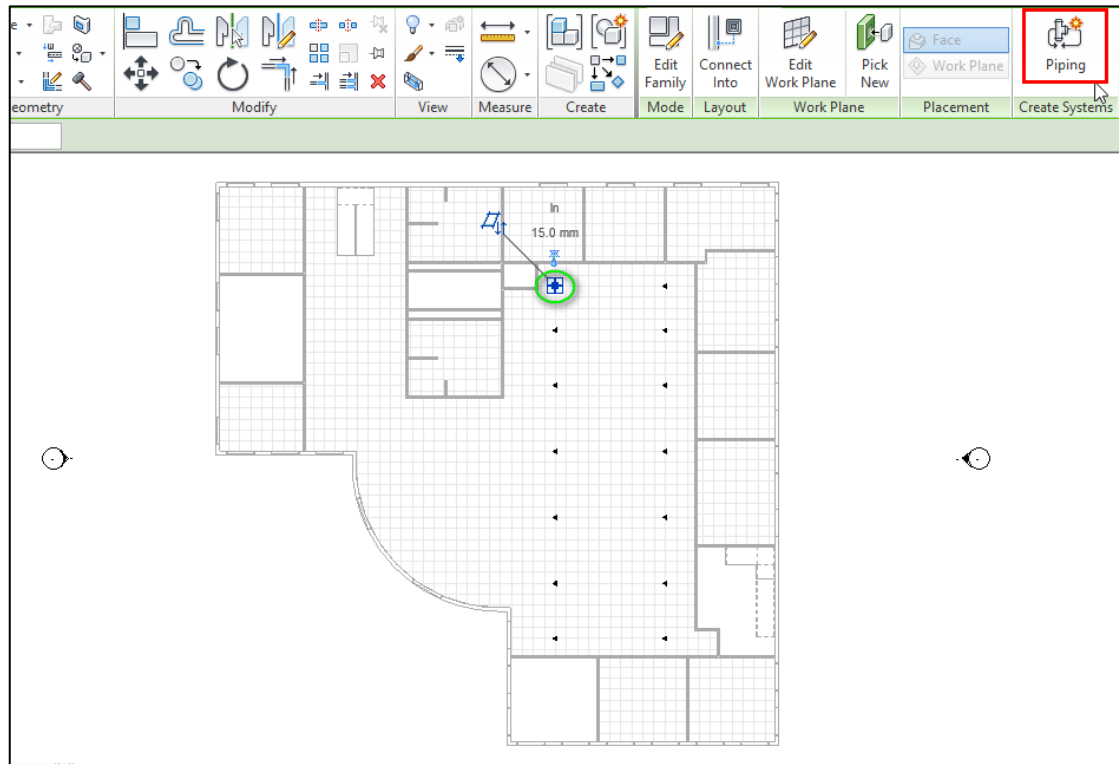 Face
Work Plane
Edit
Family
Connect
Into
Edit
Work Plane
Pick
New
Piping
eometry
Modify
View
Measure
Create
Mode
Layout
Work Plane
Placement
Create Systems
In
15.0 mm